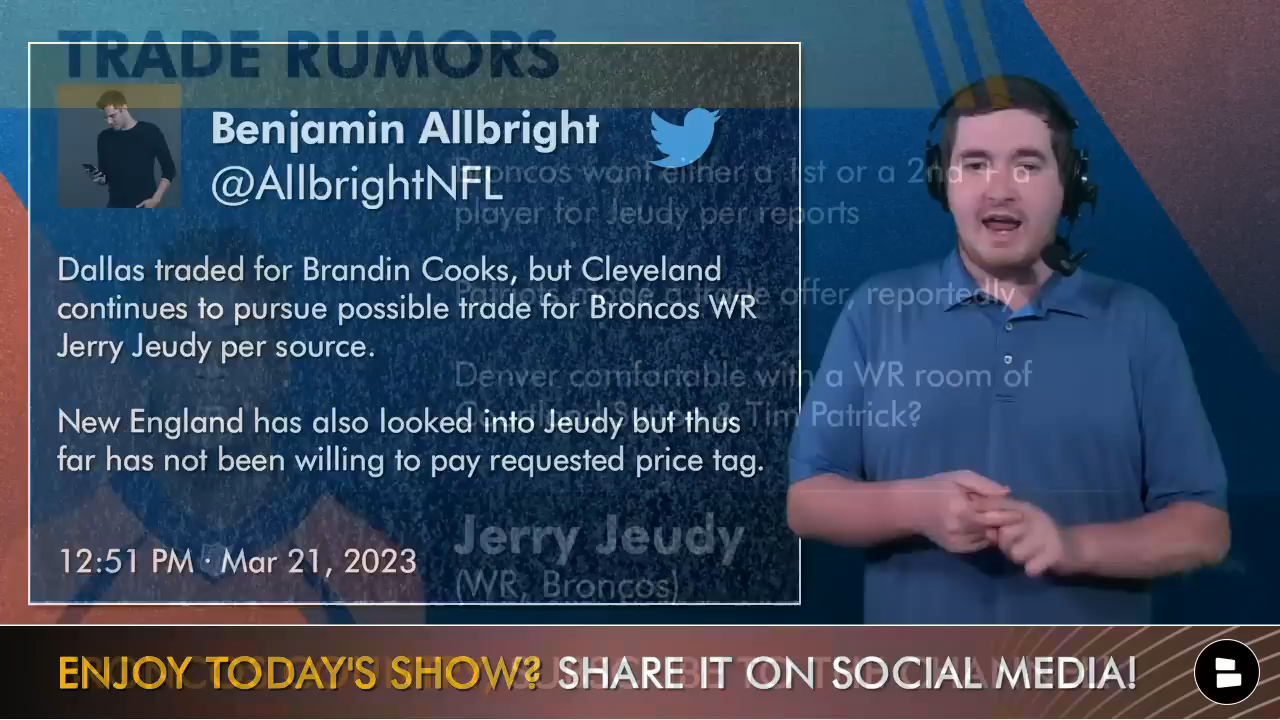 TRADE RUMORS
Benjamin Allbright
@AllbrightNFL
Broncos want either a 1st or a 2nd + a
player for Jeudy per reports
Dallas traded for Brandin Cooks, but Cleveland
continues to pursue possible trade for Broncos WR
Jerry Jeudy per source.
Patriots made a trade offer, reportedly
Denver comfortable with a WR room of
Courtland Sutton & Tim Patrick?
New England has also looked into Jeudy but thus
far has not been willing to pay requested price tag.
Jerry Jeudy
(WR, Broncos)
12:51 PM · Mar 21, 2023
ENJOY TODAY'S SHOW? SHARE IT ON SOCIAL MEDIA!